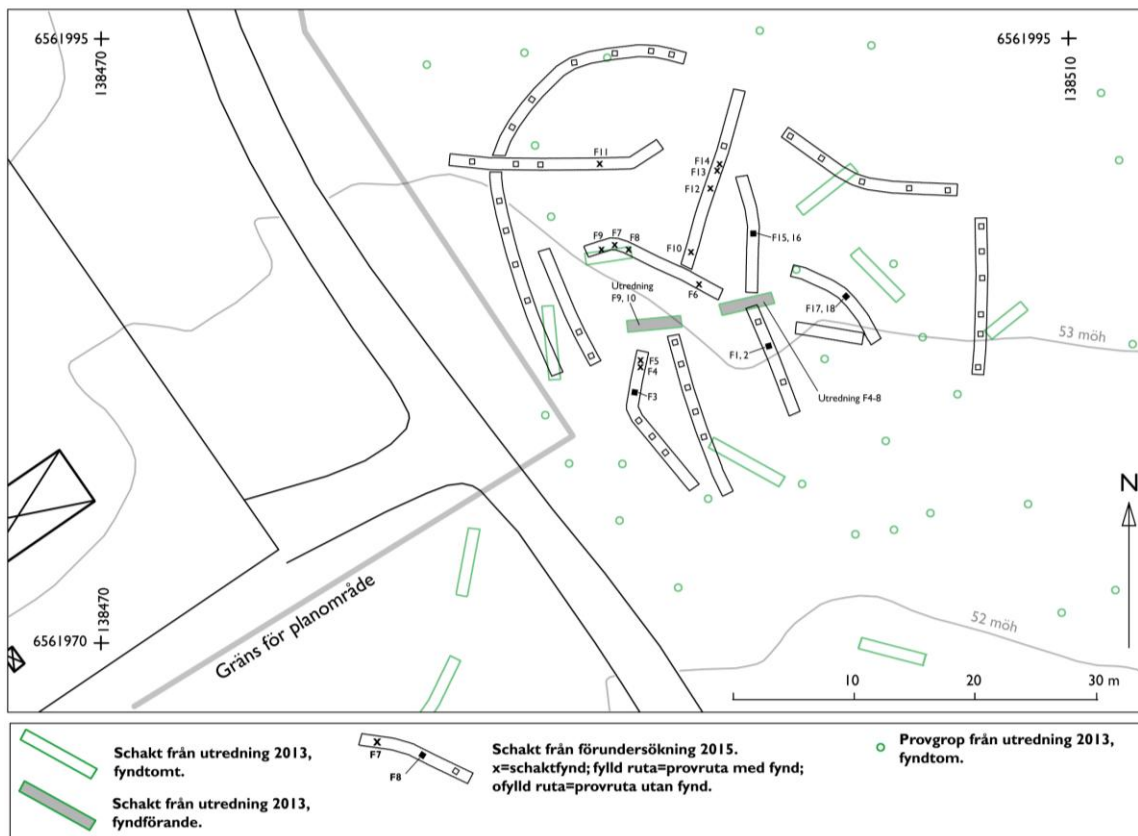 6561995
138470
6561995
138510
F11
F14
F13
F12
F9
F7
F8
F10
F15, 16
F6
Utredning
F9, 10
F17, 18
53 möh
F1, 2
F5
F4
F3
Utredning F4-8
N
Gräns för planområde
52 möh
6561970
138470
10
20
30 m
Schakt från utredning 2013,
fyndtomt.
Schakt från utredning 2013,
fyndförande.
F7
F8
Schakt från förundersökning 2015.
x=schaktfynd; fylld ruta=provruta med fynd;
ofylld ruta=provruta utan fynd.
Provgrop från utredning 2013,
fyndtom.